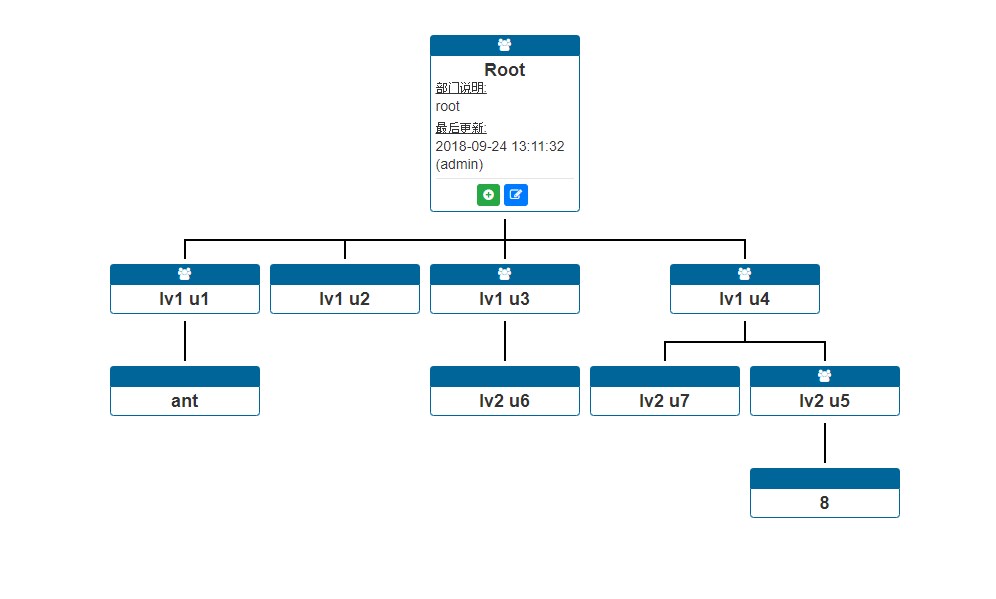 Root
部门说明:
root
最后更新:
2018-09-24 13:11:32
(admin)
lv1 u1
lv1 u2
lv1 u3
lv1 u4
ant
lv2 u6
lv2 u7
lv2 u5
8